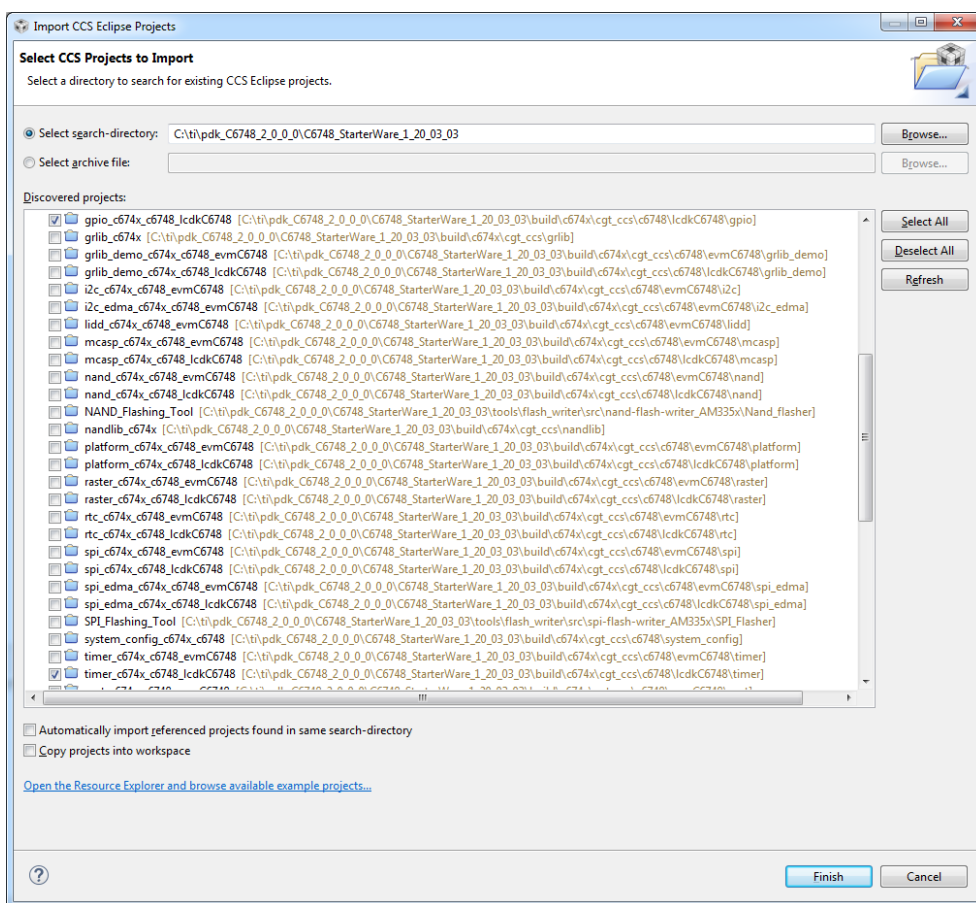 Import CCS Eclipse Projects
Select CCS Projects to Import
Select a directory to search for existing CCS Eclipse projects.
Select search-directory: C:\ti\pdk_C6748_2_0_0_0\C6748_StarterWare_1_20_03_03 Browse...
Select archive file: Browse...
Discovered projects:
gpio_c674x_c6748_lcdkC6748 [C:\ti\pdk_C6748_2_0_0_0\C6748_StarterWare_1_20_03_03\build\c674x\cgt_ccs\c6748\lcdkC6748\gpio] Select All
grlib_c674x [C:\ti\pdk_C6748_2_0_0_0\C6748_StarterWare_1_20_03_03\build\c674x\cgt_ccs\grlib]
grlib_demo_c674x_c6748_evmC6748 [C:\ti\pdk_C6748_2_0_0_0\C6748_StarterWare_1_20_03_03\build\c674x\cgt_ccs\c6748\evmC6748\grlib_demo] Deselect All
grlib_demo_c674x_c6748_lcdkC6748 [C:\ti\pdk_C6748_2_0_0_0\C6748_StarterWare_1_20_03_03\build\c674x\cgt_ccs\c6748\lcdkC6748\grlib_demo]
i2c_c674x_c6748_evmC6748 [C:\ti\pdk_C6748_2_0_0_0\C6748_StarterWare_1_20_03_03\build\c674x\cgt_ccs\c6748\evmC6748\i2c] Refresh
i2c_edma_c674x_c6748_evmC6748 [C:\ti\pdk_C6748_2_0_0_0\C6748_StarterWare_1_20_03_03\build\c674x\cgt_ccs\c6748\evmC6748\i2c_edma]
lidd_c674x_c6748_evmC6748 [C:\ti\pdk_C6748_2_0_0_0\C6748_StarterWare_1_20_03_03\build\c674x\cgt_ccs\c6748\evmC6748\lidd]
mcasp_c674x_c6748_evmC6748 [C:\ti\pdk_C6748_2_0_0_0\C6748_StarterWare_1_20_03_03\build\c674x\cgt_ccs\c6748\evmC6748\mcasp]
mcasp_c674x_c6748_lcdkC6748 [C:\ti\pdk_C6748_2_0_0_0\C6748_StarterWare_1_20_03_03\build\c674x\cgt_ccs\c6748\lcdkC6748\mcasp]
nand_c674x_c6748_evmC6748 [C:\ti\pdk_C6748_2_0_0_0\C6748_StarterWare_1_20_03_03\build\c674x\cgt_ccs\c6748\evmC6748\nand]
nand_c674x_c6748_lcdkC6748 [C:\ti\pdk_C6748_2_0_0_0\C6748_StarterWare_1_20_03_03\build\c674x\cgt_ccs\c6748\lcdkC6748\nand]
NAND_Flashing_Tool [C:\ti\pdk_C6748_2_0_0_0\C6748_StarterWare_1_20_03_03\tools\flash_writer\src\nand-flash-writer_AM335x\Nand_flasher]
nandlib_c674x [C:\ti\pdk_C6748_2_0_0_0\C6748_StarterWare_1_20_03_03\build\c674x\cgt_ccs\nandlib]
platform_c674x_c6748_evmC6748 [C:\ti\pdk_C6748_2_0_0_0\C6748_StarterWare_1_20_03_03\build\c674x\cgt_ccs\c6748\evmC6748\platform]
platform_c674x_c6748_lcdkC6748 [C:\ti\pdk_C6748_2_0_0_0\C6748_StarterWare_1_20_03_03\build\c674x\cgt_ccs\c6748\lcdkC6748\platform]
raster_c674x_c6748_evmC6748 [C:\ti\pdk_C6748_2_0_0_0\C6748_StarterWare_1_20_03_03\build\c674x\cgt_ccs\c6748\evmC6748\raster]
raster_c674x_c6748_lcdkC6748 [C:\ti\pdk_C6748_2_0_0_0\C6748_StarterWare_1_20_03_03\build\c674x\cgt_ccs\c6748\lcdkC6748\raster]
rtc_c674x_c6748_evmC6748 [C:\ti\pdk_C6748_2_0_0_0\C6748_StarterWare_1_20_03_03\build\c674x\cgt_ccs\c6748\evmC6748\rtc]
rtc_c674x_c6748_lcdkC6748 [C:\ti\pdk_C6748_2_0_0_0\C6748_StarterWare_1_20_03_03\build\c674x\cgt_ccs\c6748\lcdkC6748\rtc]
spi_c674x_c6748_evmC6748 [C:\ti\pdk_C6748_2_0_0_0\C6748_StarterWare_1_20_03_03\build\c674x\cgt_ccs\c6748\evmC6748\spi]
spi_c674x_c6748_lcdkC6748 [C:\ti\pdk_C6748_2_0_0_0\C6748_StarterWare_1_20_03_03\build\c674x\cgt_ccs\c6748\lcdkC6748\spi]
spi_edma_c674x_c6748_evmC6748 [C:\ti\pdk_C6748_2_0_0_0\C6748_StarterWare_1_20_03_03\build\c674x\cgt_ccs\c6748\evmC6748\spi_edma]
spi_edma_c674x_c6748_lcdkC6748 [C:\ti\pdk_C6748_2_0_0_0\C6748_StarterWare_1_20_03_03\build\c674x\cgt_ccs\c6748\lcdkC6748\spi_edma]
SPI_Flashing_Tool [C:\ti\pdk_C6748_2_0_0_0\C6748_StarterWare_1_20_03_03\tools\flash_writer\src\spi-flash-writer_AM335x\SPI_Flasher]
system_config_c674x_c6748 [C:\ti\pdk_C6748_2_0_0_0\C6748_StarterWare_1_20_03_03\build\c674x\cgt_ccs\c6748\system_config]
timer_c674x_c6748_evmC6748 [C:\ti\pdk_C6748_2_0_0_0\C6748_StarterWare_1_20_03_03\build\c674x\cgt_ccs\c6748\evmC6748\timer]
timer_c674x_c6748_lcdkC6748 [C:\ti\pdk_C6748_2_0_0_0\C6748_StarterWare_1_20_03_03\build\c674x\cgt_ccs\c6748\lcdkC6748\timer]
Automatically import referenced projects found in same search-directory
Copy projects into workspace
Open the Resource Explorer and browse available example projects...
Finish Cancel